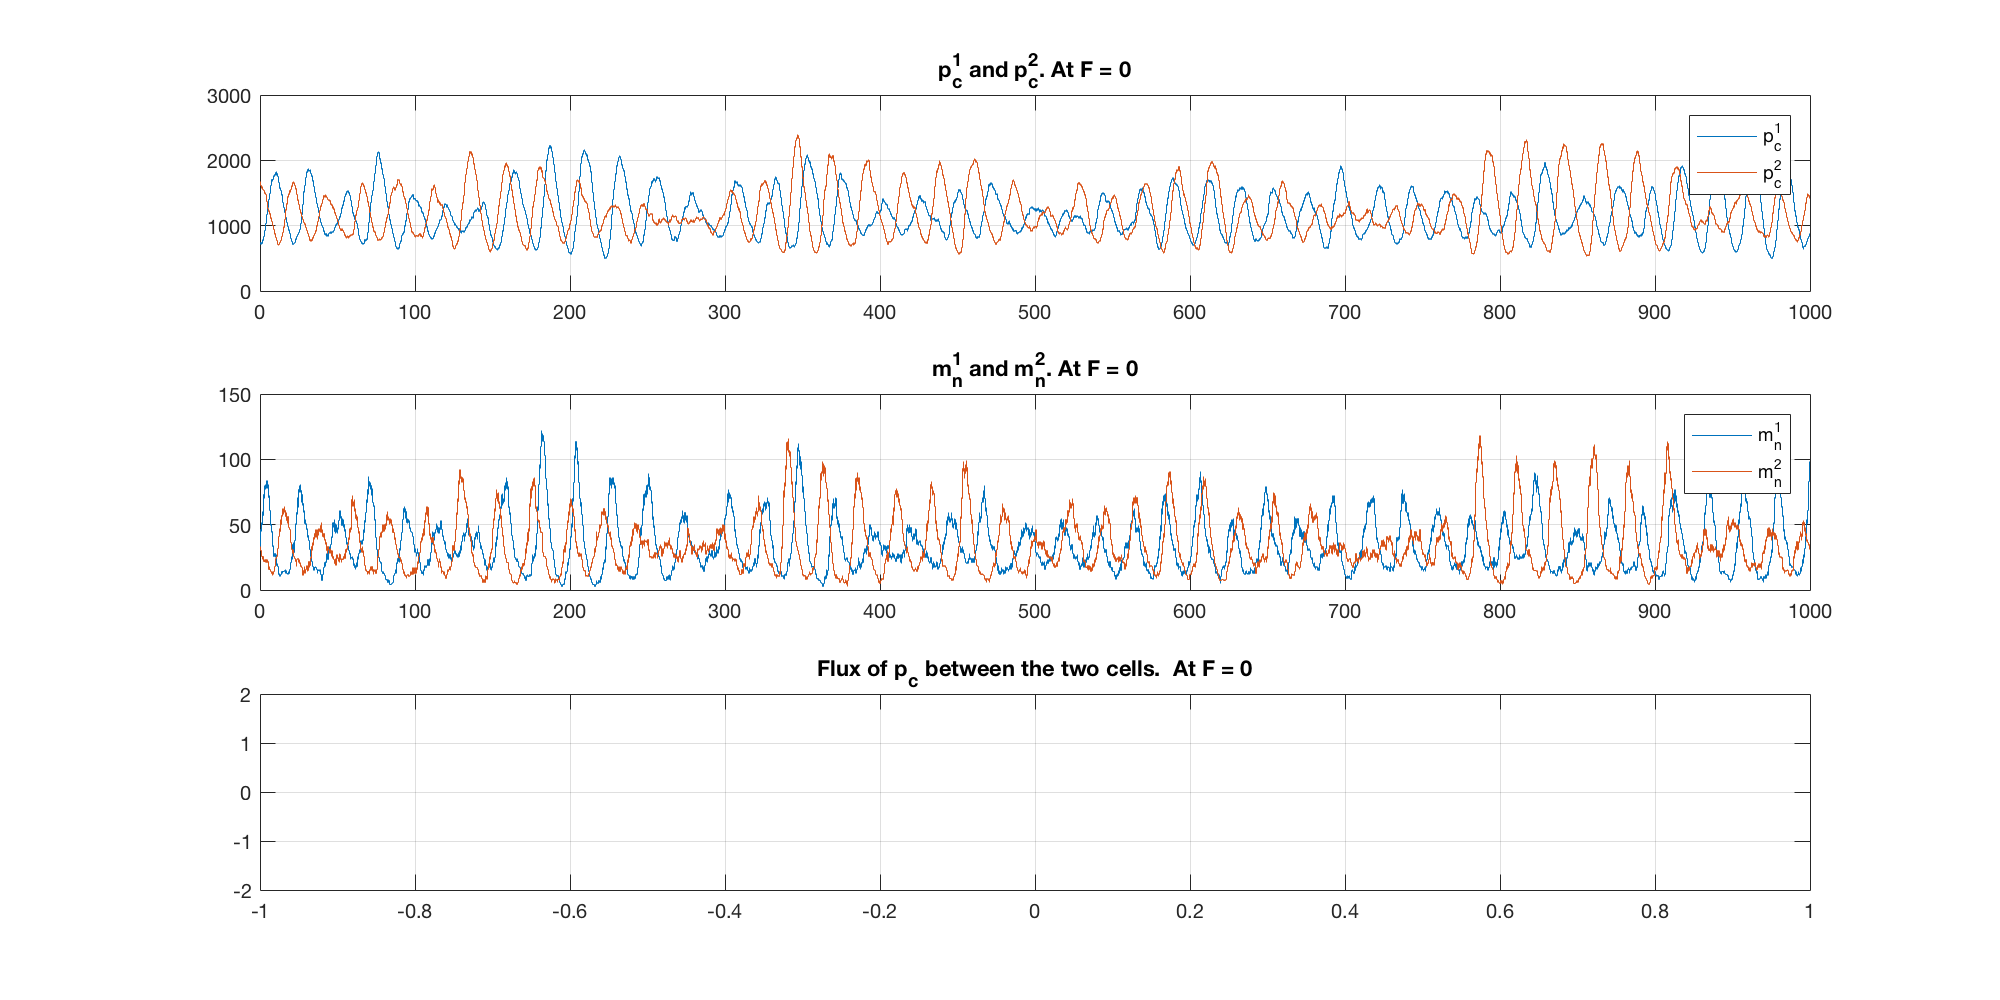 p_c^1 and p_c^2. At F = 0
3000
2000
1000
0
0 100 200 300 400 500 600 700 800 900 1000
p_c^1
p_c^2
m_n^1 and m_n^2. At F = 0
150
100
50
0
0 100 200 300 400 500 600 700 800 900 1000
m_n^1
m_n^2
Flux of p_c between the two cells. At F = 0
2
1
0
-1
-2
-1 -0.8 -0.6 -0.4 -0.2 0 0.2 0.4 0.6 0.8 1